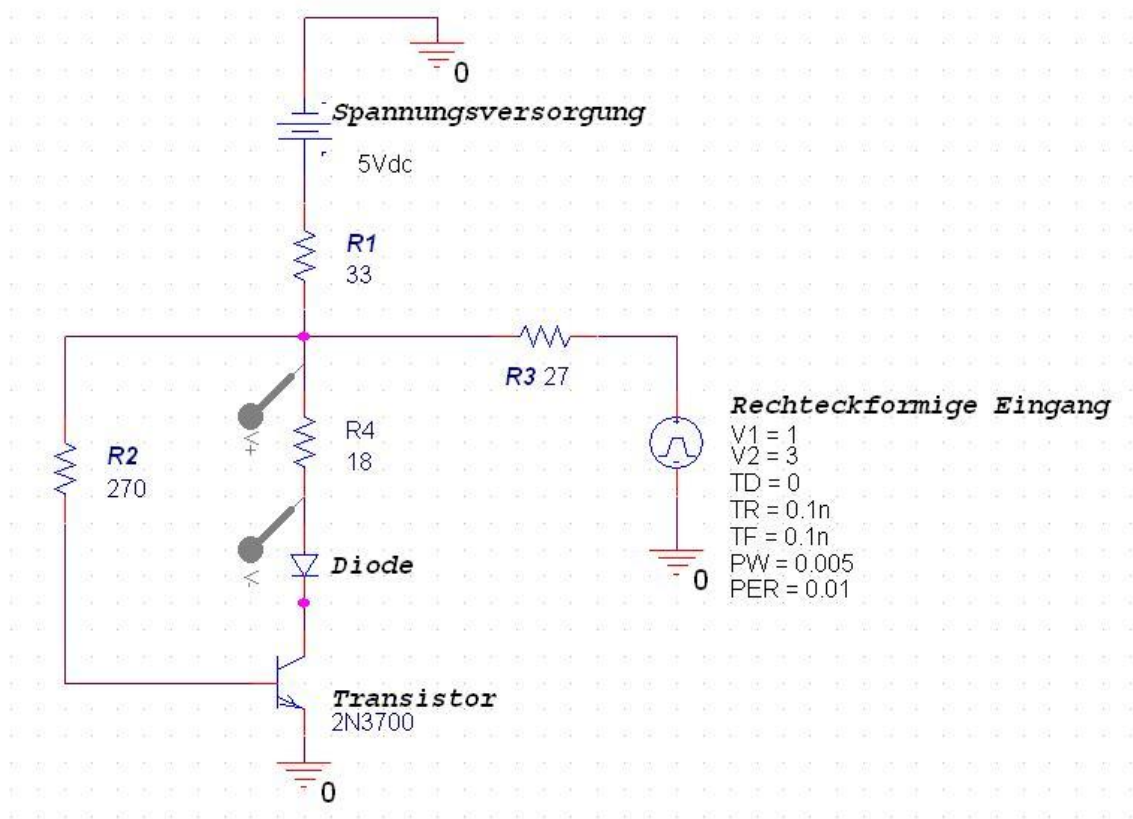 0
Spannungsversorgung
5Vdc
R1
33
R3 27
R2
270
R4
18
V+
V-
Rechteckformige Eingang
V1 = 1
V2 = 3
TD = 0
TR = 0.1n
TF = 0.1n
PW = 0.005
PER = 0.01
0
Diode
Transistor
2N3700
0